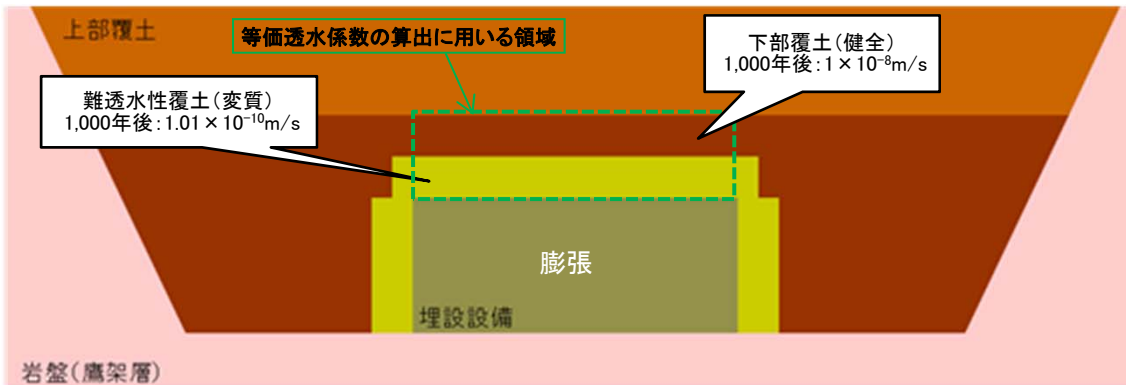 上部覆土
等価透水係数の算出に用いる領域
下部覆土(健全)
1,000年後:1×10⁻⁸m/s
難透水性覆土(変質)
1,000年後:1.01×10⁻¹⁰m/s
膨張
埋設設備
岩盤(鷹架層)